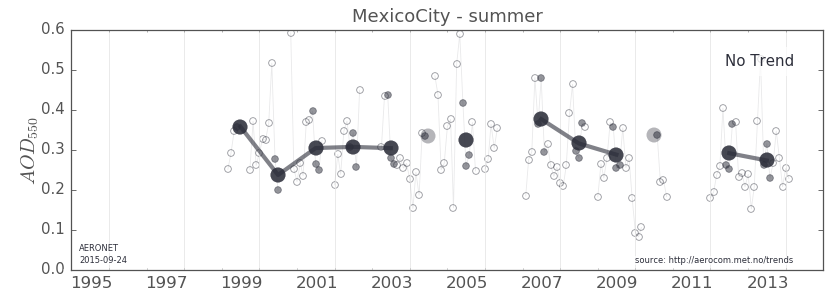 MexicoCity - summer
No Trend
AOD550
0.6
0.5
0.4
0.3
0.2
0.1
0.0
AERONET
2015-09-24
source: http://aerocom.met.no/trends
1995 1997 1999 2001 2003 2005 2007 2009 2011 2013